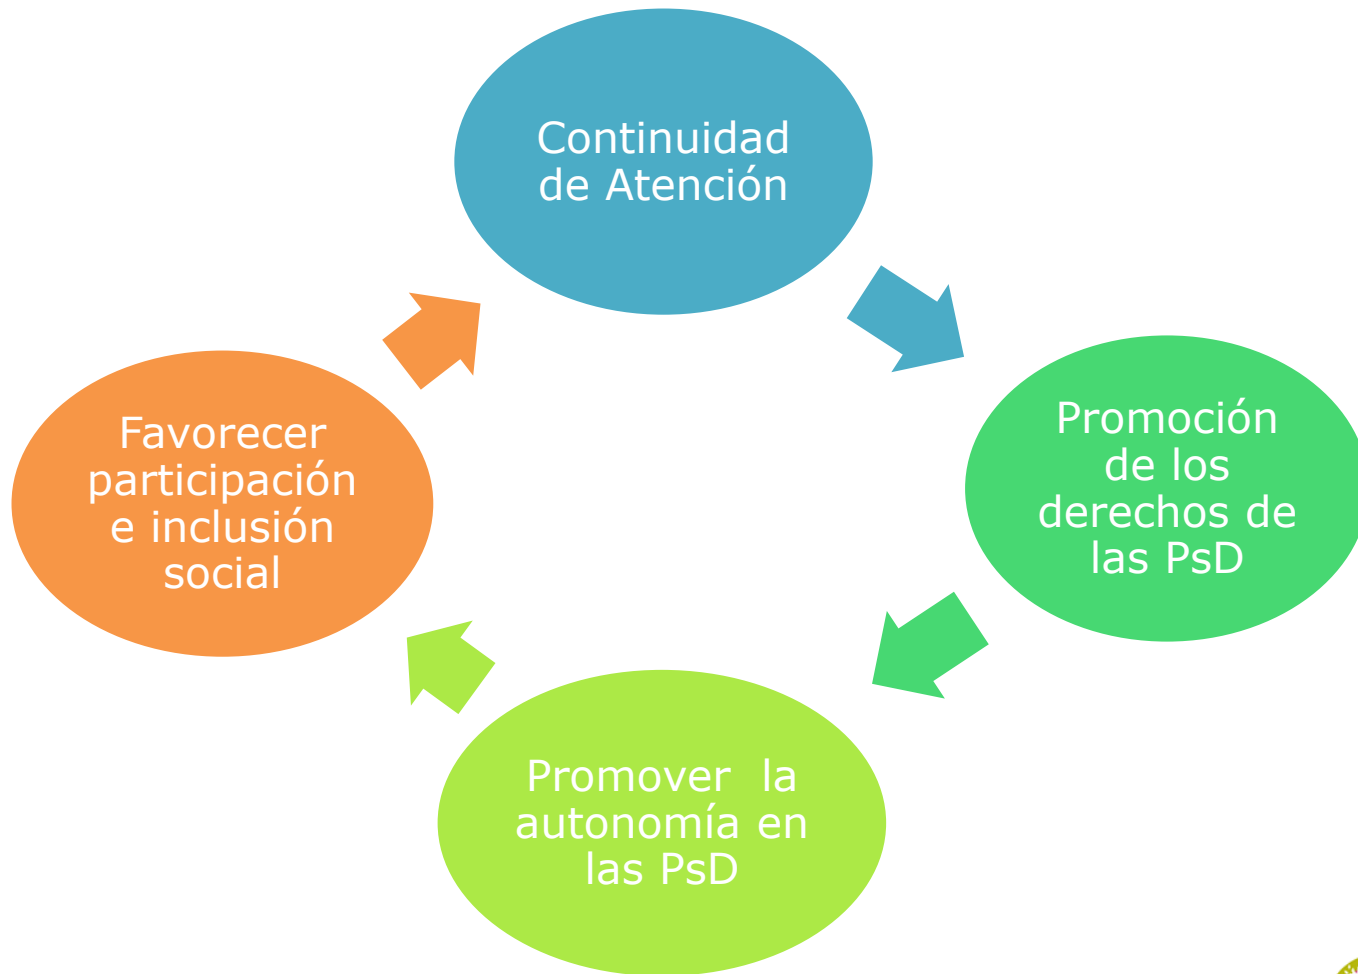 Continuidad
de Atención
Promoción
de los
derechos de
las PsD
Promover  la
autonomía en
las PsD
Favorecer
participación
e inclusión
social